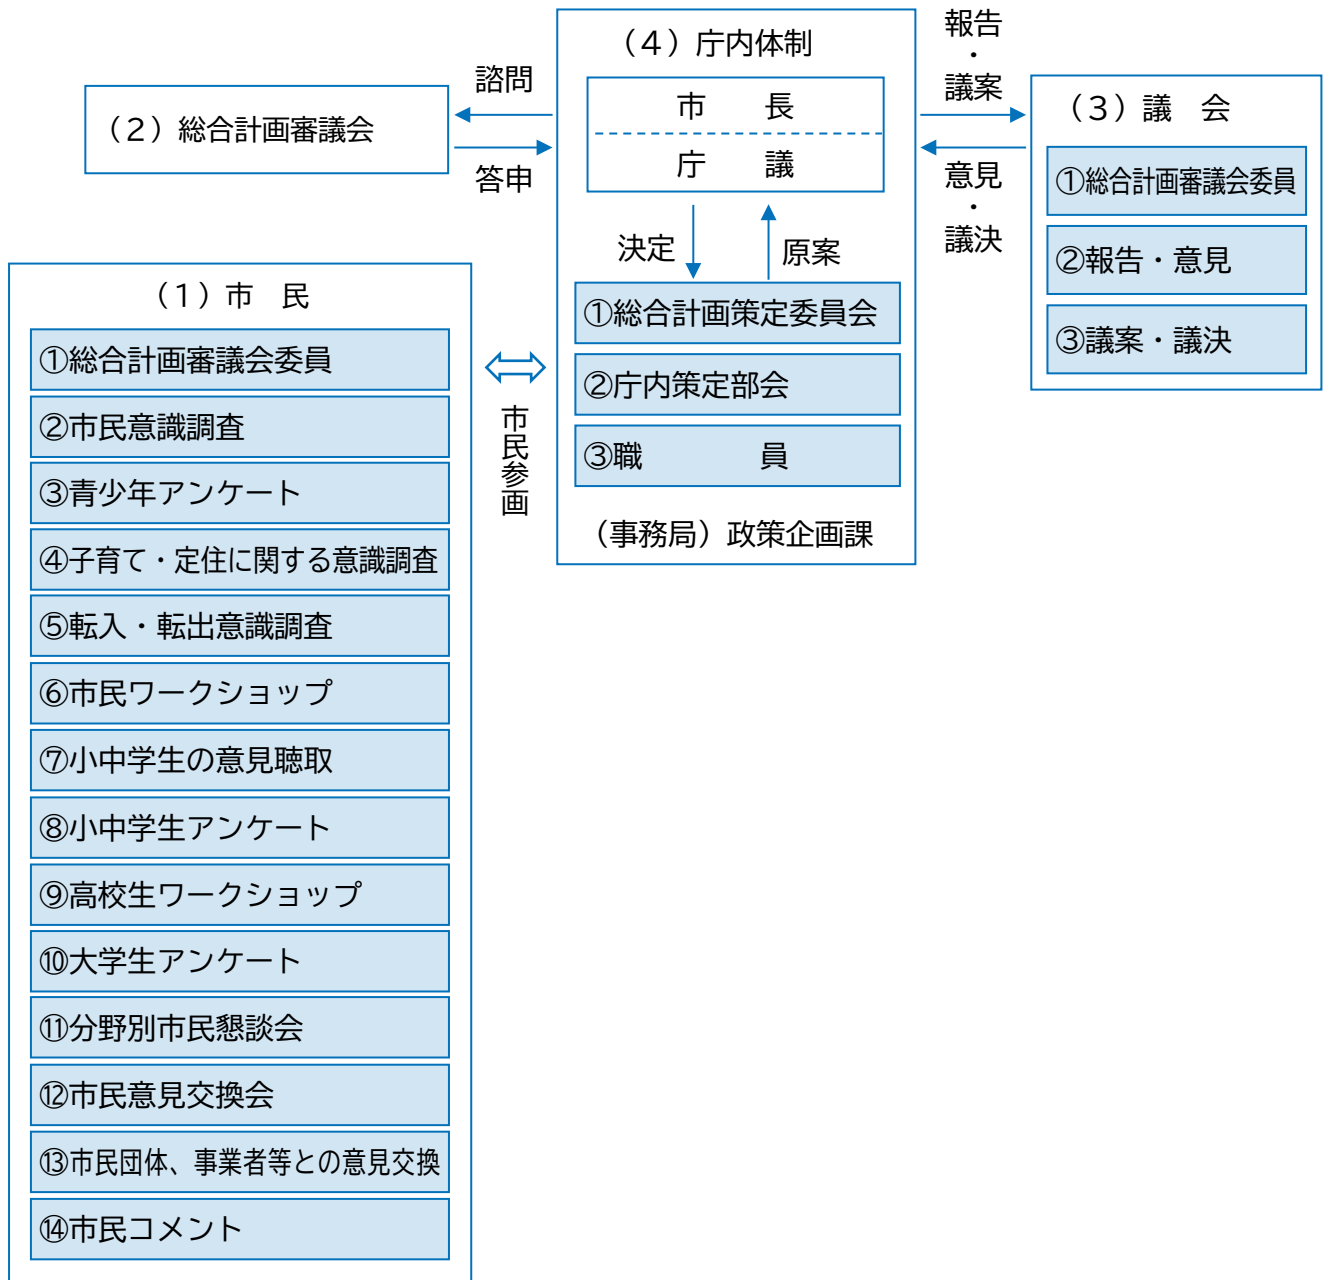 （4）庁内体制
市　　長
庁　　議
決定
原案
①総合計画策定委員会
②庁内策定部会
③職　　　　員
（事務局）政策企画課
諮問
答申
（2）総合計画審議会
報告
・
議案
意見
・
議決
（3）議　会
①総合計画審議会委員
②報告・意見
③議案・議決
市民参画
（1）市　民
①総合計画審議会委員
②市民意識調査
③青少年アンケート
④子育て・定住に関する意識調査
⑤転入・転出意識調査
⑥市民ワークショップ
⑦小中学生の意見聴取
⑧小中学生アンケート
⑨高校生ワークショップ
⑩大学生アンケート
⑪分野別市民懇談会
⑫市民意見交換会
⑬市民団体、事業者等との意見交換
⑭市民コメント